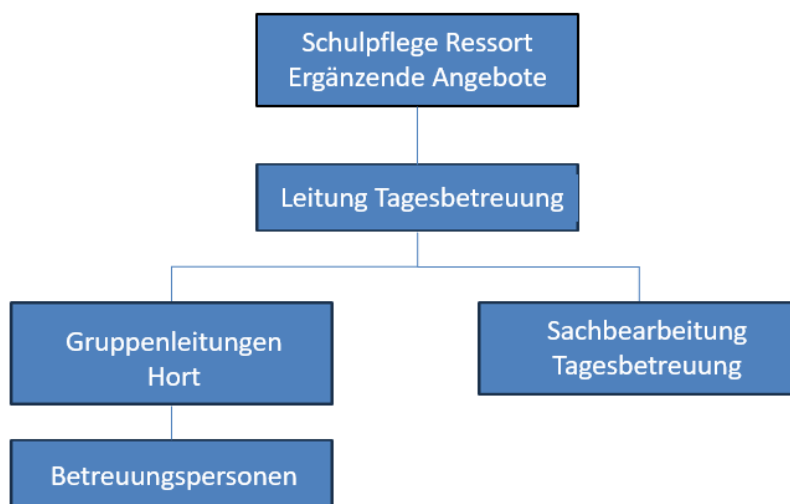 Schulpflege Ressort
Ergänzende Angebote
Leitung Tagesbetreuung
Gruppenleitungen
Hort
Sachbearbeitung
Tagesbetreuung
Betreuungspersonen